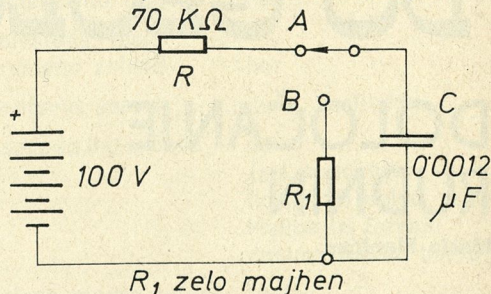 70 KΩ
A
R
+
B
C
100 V
R₁
0.0012
μF
R₁ zelo majhen